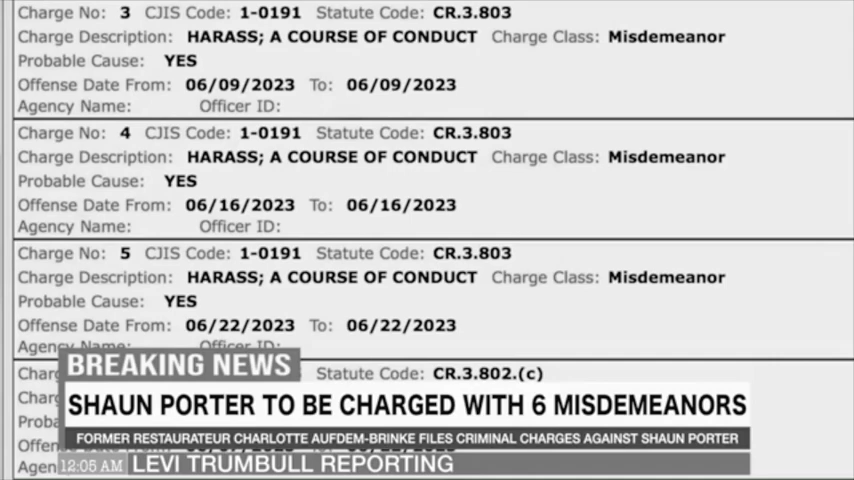 Charge No: 3 CJIS Code: 1-0191 Statute Code: CR.3.803
Charge Description: HARASS; A COURSE OF CONDUCT Charge Class: Misdemeanor
Probable Cause: YES
Offense Date From: 06/09/2023 To: 06/09/2023
Agency Name: Officer ID:
Charge No: 4 CJIS Code: 1-0191 Statute Code: CR.3.803
Charge Description: HARASS; A COURSE OF CONDUCT Charge Class: Misdemeanor
Probable Cause: YES
Offense Date From: 06/16/2023 To: 06/16/2023
Agency Name: Officer ID:
Charge No: 5 CJIS Code: 1-0191 Statute Code: CR.3.803
Charge Description: HARASS; A COURSE OF CONDUCT Charge Class: Misdemeanor
Probable Cause: YES
Offense Date From: 06/22/2023 To: 06/22/2023
Agency Name: Officer ID:
Statute Code: CR.3.802.(c)
BREAKING NEWS
SHAUN PORTER TO BE CHARGED WITH 6 MISDEMEANORS
FORMER RESTAURATEUR CHARLOTTE AUFDEM-BRINKE FILES CRIMINAL CHARGES AGAINST SHAUN PORTER
12:05 AM LEVI TRUMBULL REPORTING